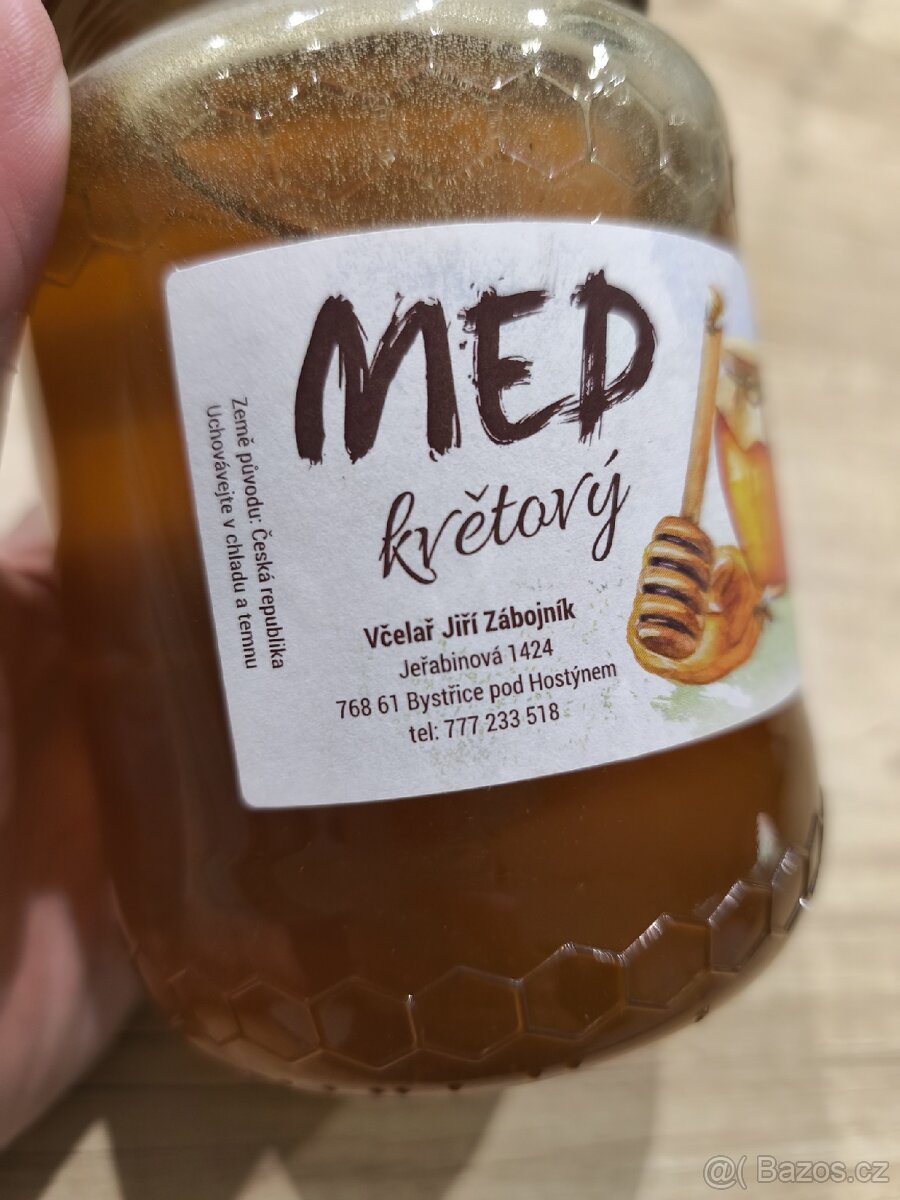 MED
květový
Včelař Jiří Zábojník
Jeřabinová 1424
768 61 Bystřice pod Hostýnem
tel: 777 233 518
Země původu: Česká republika
Uchovávejte v chladu a temnu
@( Bazos.cz